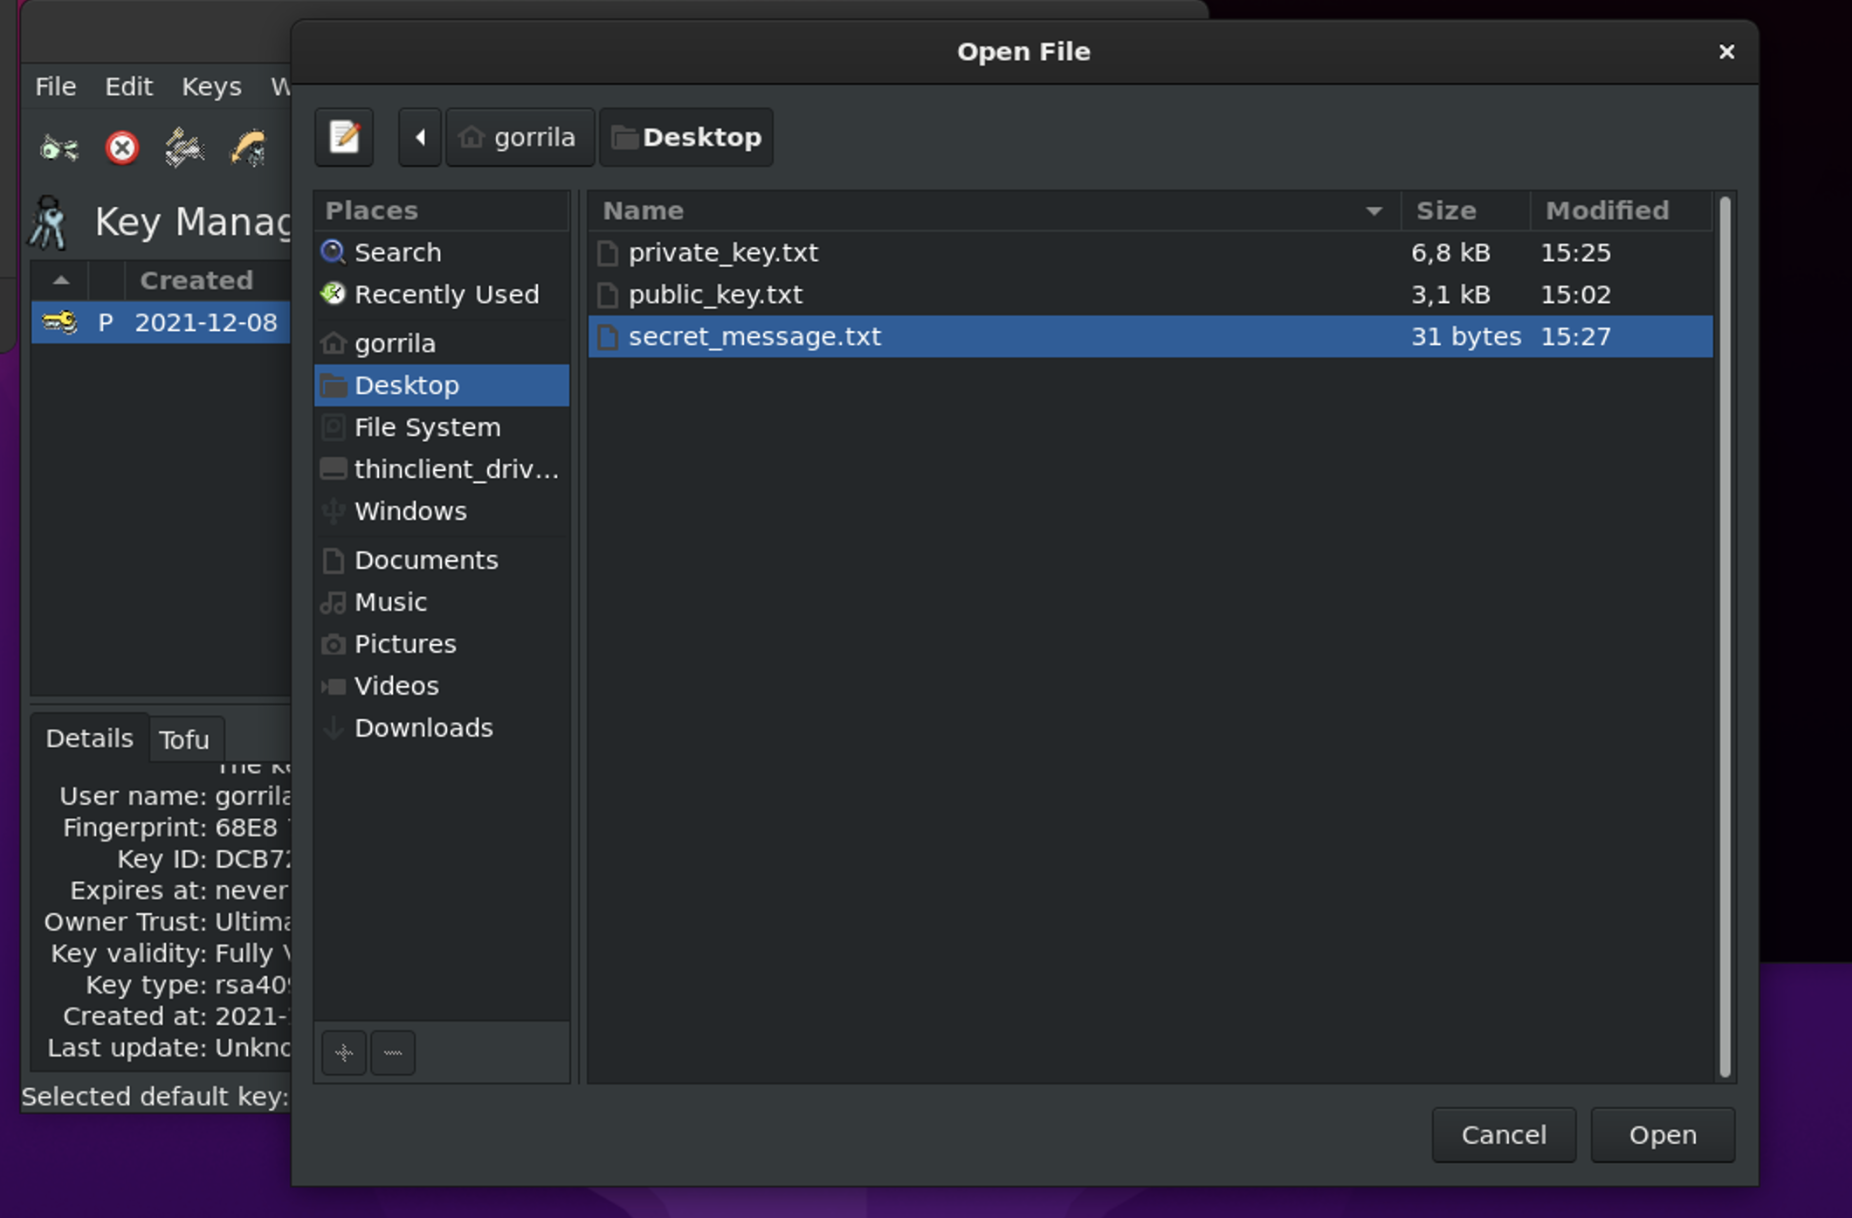 Open File
File Edit Keys
gorrila Desktop
Key Manag
Created
P 2021-12-08
Places
Search
Recently Used
gorrila
Desktop
File System
thinclient_driv...
Windows
Documents
Music
Pictures
Videos
Downloads
Name Size Modified
private_key.txt 6,8 kB 15:25
public_key.txt 3,1 kB 15:02
secret_message.txt 31 bytes 15:27
Details Tofu
User name: gorrila
Fingerprint: 68E8
Key ID: DCB72
Expires at: never
Owner Trust: Ultima
Key validity: Fully
Key type: rsa409
Created at: 2021-
Last update: Unkno
Selected default key:
Cancel Open